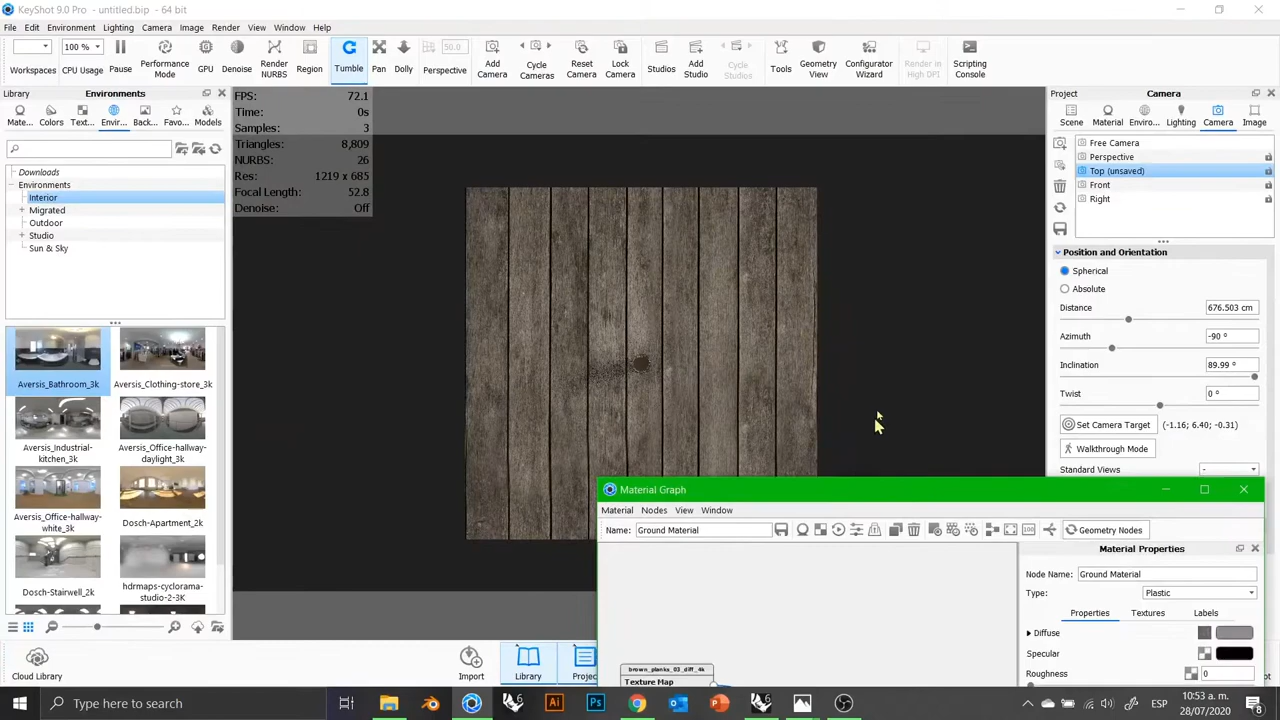 KeyShot 9.0 Pro - untitled.bip - 64 bit
File Edit Environment Lighting Camera Image Render View Window Help
100 % 50.0
Workspaces CPU Usage Pause Performance Mode GPU Denoise Render NURBS Region Tumble Pan Dolly Perspective Add Camera Cycle Cameras Reset Camera Lock Camera Studios Add Studio Cycle Studios Tools Geometry View Configurator Wizard Render in High DPI Scripting Console
Library Environments
Mate... Colors Text... Envir... Back... Favo... Models
Downloads
Environments
Interior
Migrated
Outdoor
Studio
Sun & Sky
Aversis_Bathroom_3k Aversis_Clothing-store_3k
Aversis_Industrial-kitchen_3k Aversis_Office-hallway-daylight_3k
Aversis_Office-hallway-white_3k Dosch-Apartment_2k
Dosch-Stairwell_2k hdrmaps-cyclorama-studio-2-3K
Cloud Library
FPS: 72.1
Time: 0s
Samples: 3
Triangles: 8,809
NURBS: 26
Res: 1219 x 685
Focal Length: 52.8
Denoise: Off
Import Library Projec
Project Camera
Scene Material Enviro... Lighting Camera Image
Free Camera
Perspective
Top (unsaved)
Front
Right
Position and Orientation
Spherical
Absolute
Distance 676.503 cm
Azimuth -90 °
Inclination 89.99 °
Twist 0 °
Set Camera Target (-1.16; 6.40; -0.31)
Walkthrough Mode
Standard Views -
Material Graph
Material Nodes View Window
Name: Ground Material 100 Geometry Nodes
brown_planks_03_diff_4k
Texture Map
Material Properties
Node Name: Ground Material
Type: Plastic
Properties Textures Labels
Diffuse
Specular
Roughness 0
Type here to search
ESP 10:53 a. m.
28/07/2020 8